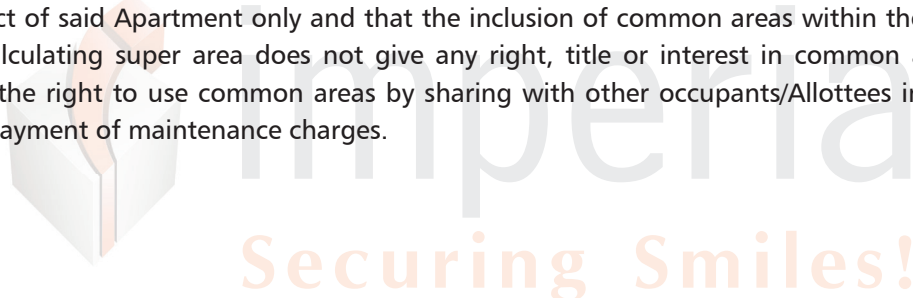 ct of said Apartment only and that the inclusion of common areas within the
lculating super area does not give any right, title or interest in common a
the right to use common areas by sharing with other occupants/Allottees in
ayment of maintenance charges.
imperia
Securing Smiles!